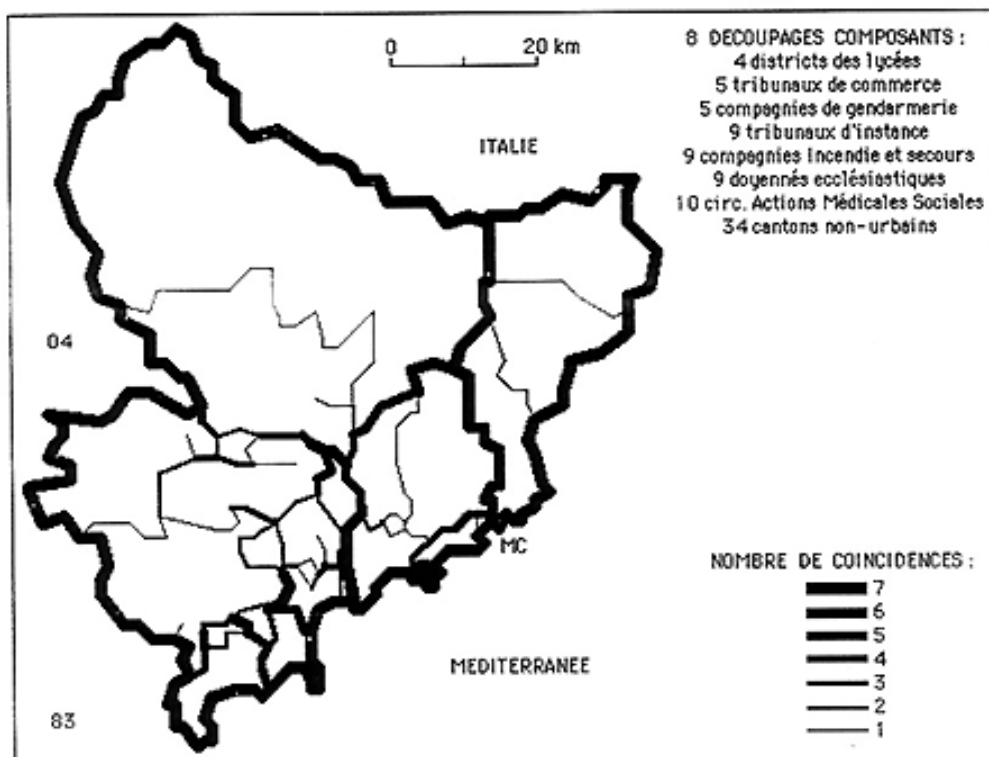 0 20 km
8 DECOUPAGES COMPOSANTS :
4 districts des lycées
5 tribunaux de commerce
5 compagnies de gendarmerie
9 tribunaux d'instance
9 compagnies Incendie et secours
9 doyennés ecclésiastiques
10 circ. Actions Médicales Sociales
34 cantons non-urbains
ITALIE
04
MC
MEDITERRANEE
83
NOMBRE DE COINCIDENCES :
7
6
5
4
3
2
1